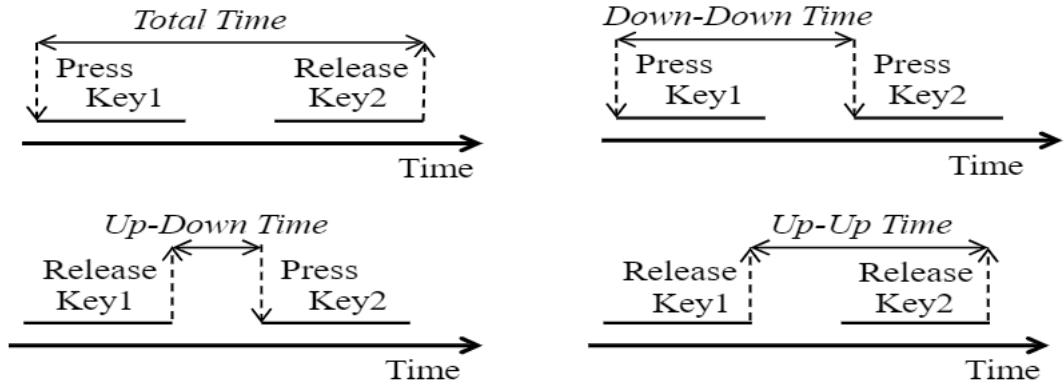 Total Time
Press
Key1
Release
Key2
Time
Down-Down Time
Press
Key1
Press
Key2
Time
Up-Down Time
Release
Key1
Press
Key2
Time
Up-Up Time
Release
Key1
Release
Key2
Time